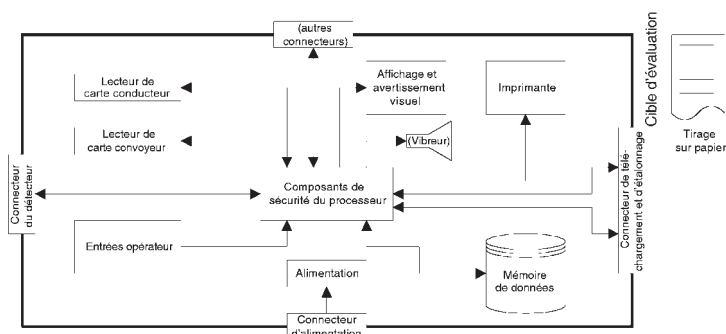 (autres
connecteurs)
Cible d'évaluation
Lecteur de
carte conducteur
Affichage et
avertissement
visuel
Imprimante
Tirage
sur papier
Lecteur de
carte convoyeur
(Vibreur)
Connecteur
du détecteur
Composants de
sécurité du processeur
Connecteur de télé-
chargement et d'étalonnage
Entrées opérateur
Alimentation
Mémoire
de données
Connecteur
d'alimentation